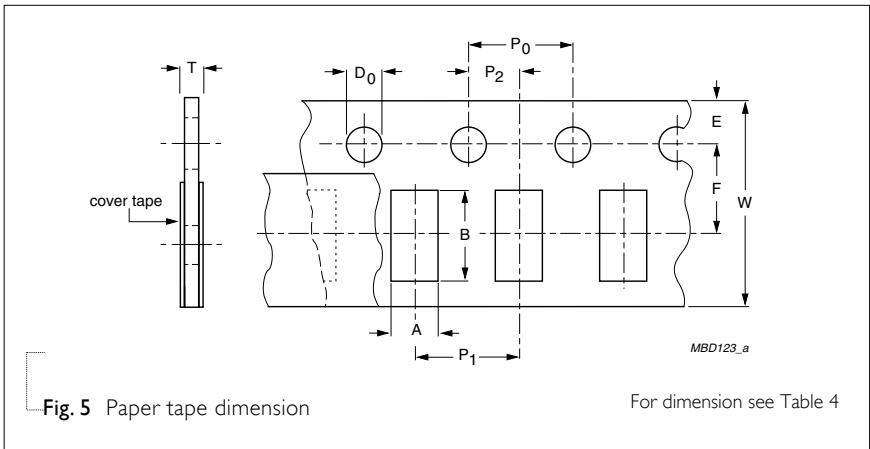 P0
T
D0
P2
E
F
W
cover tape
B
A
P1
MBD123_a
Fig. 5 Paper tape dimension
For dimension see Table 4